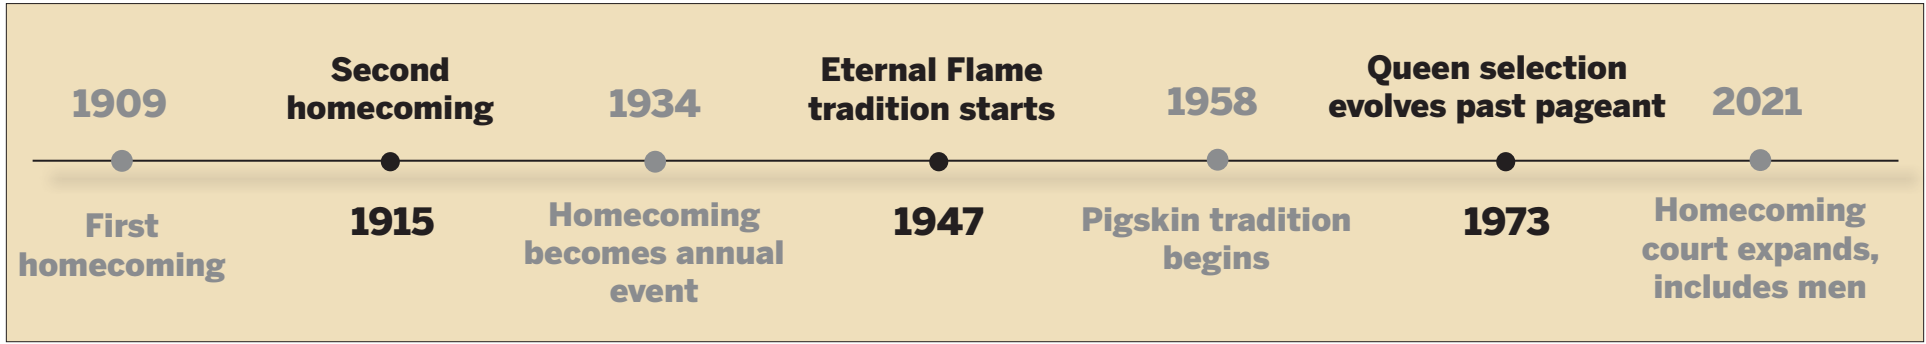 1909
First
homecoming
Second
homecoming
1915
1934
Homecoming
becomes annual
event
Eternal Flame
tradition starts
1947
1958
Pigskin tradition
begins
Queen selection
evolves past pageant
1973
2021
Homecoming
court expands,
includes men